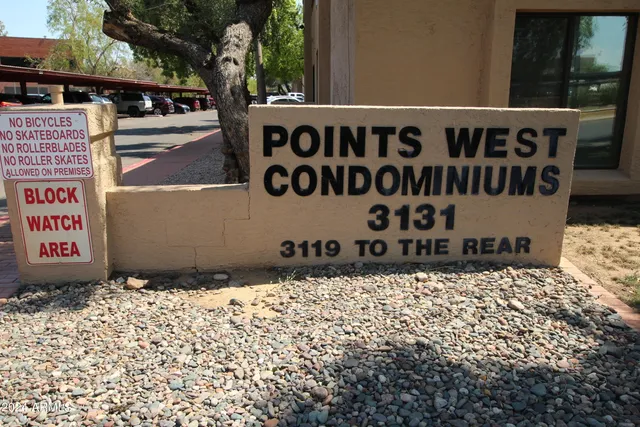 NO BICYCLES
NO SKATEBOARDS
NO ROLLERBLADES
NO ROLLER SKATES
ALLOWED ON PREMISES
BLOCK
WATCH
AREA
POINTS WEST
CONDOMINIUMS
3131
3119 TO THE REAR
2024 ARMLS